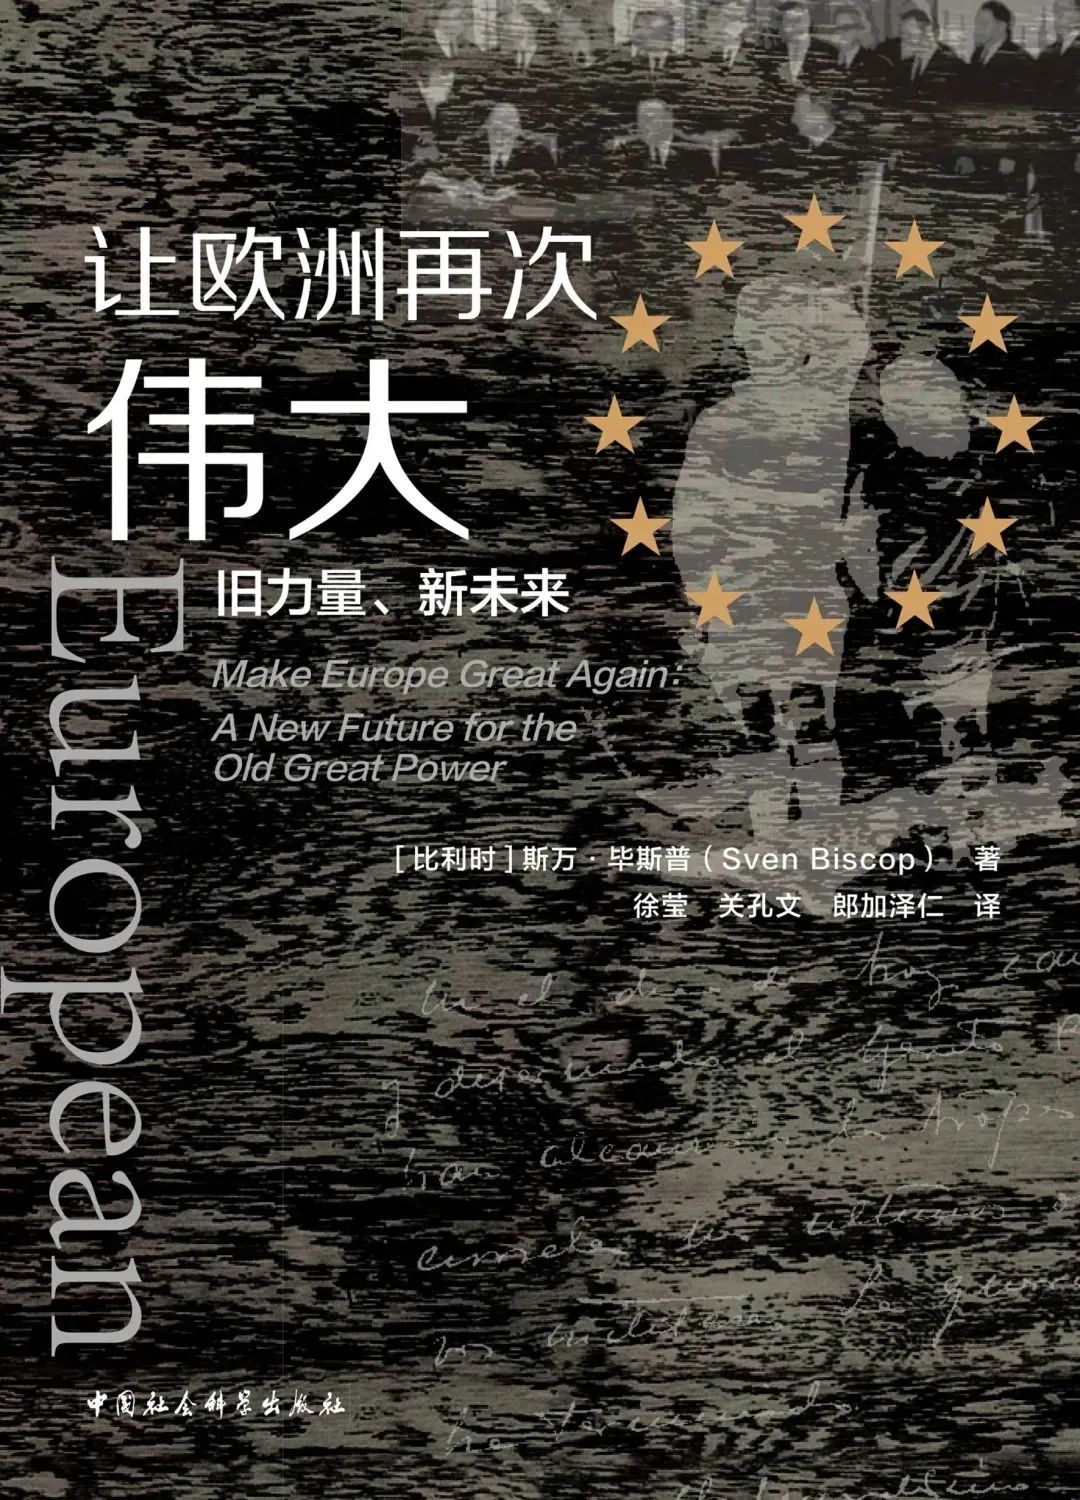 让欧洲再次
伟大
旧力量、新未来
Make Europe Great Again:
A New Future for the
Old Great Power
European
[比利时]斯万·毕斯普(Sven Biscop) 著
徐莹 关孔文 郎加泽仁 译
中国社会科学出版社